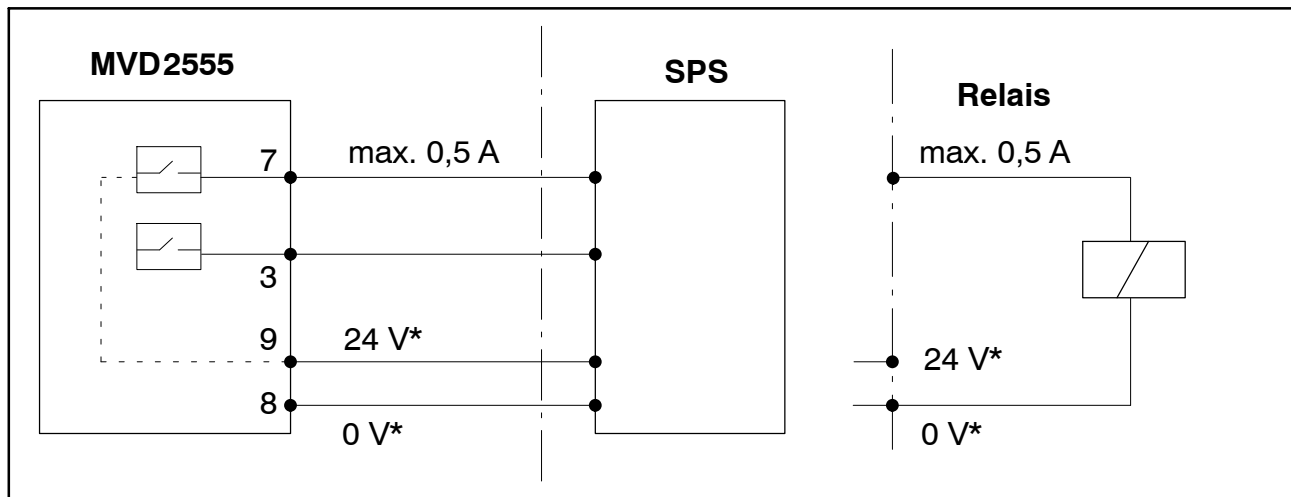 MVD2555
SPS
Relais
7
max. 0,5 A
max. 0,5 A
3
9
24 V*
24 V*
8
0 V*
0 V*